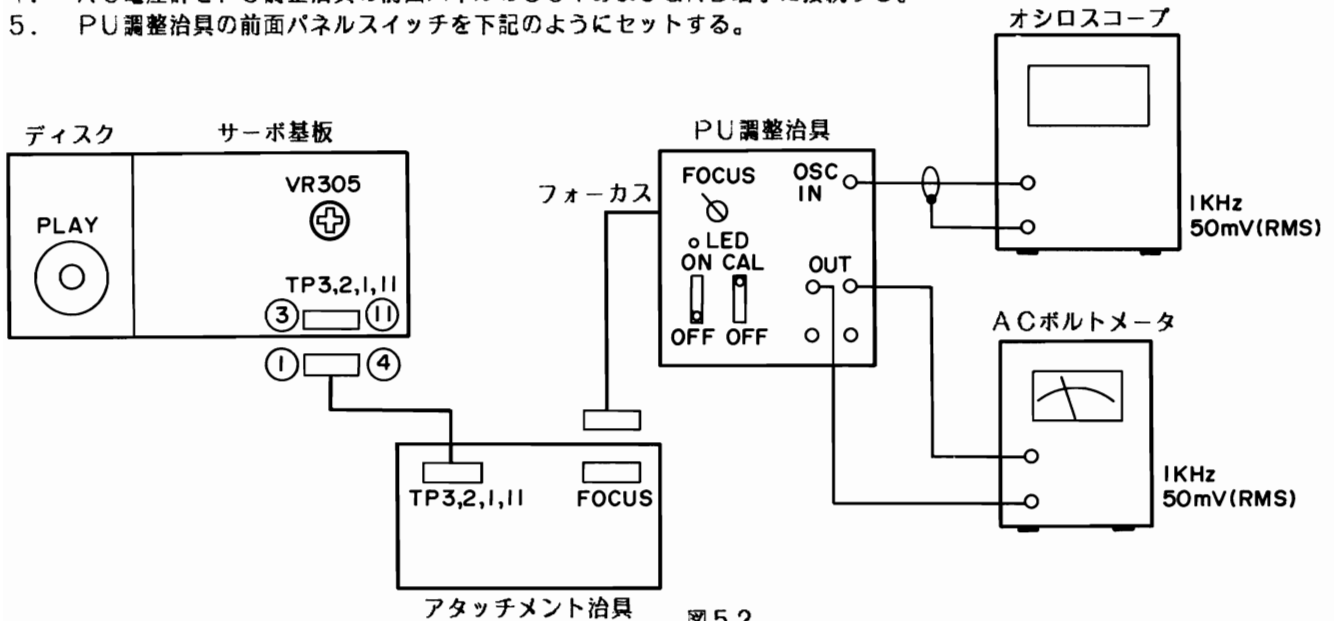 5. PU調整治具の前面パネルスイッチを下記のようにセットする。
オシロスコープ
ディスク
サーボ基板
PU調整治具
PLAY
VR305
TP3,2,1,11
③
⑪
①
④
フォーカス
FOCUS
OSC
IN
LED
ON CAL
OFF OFF
OUT
1KHz
50mV(RMS)
ACボルトメータ
1KHz
50mV(RMS)
TP3,2,1,11
FOCUS
アタッチメント治具